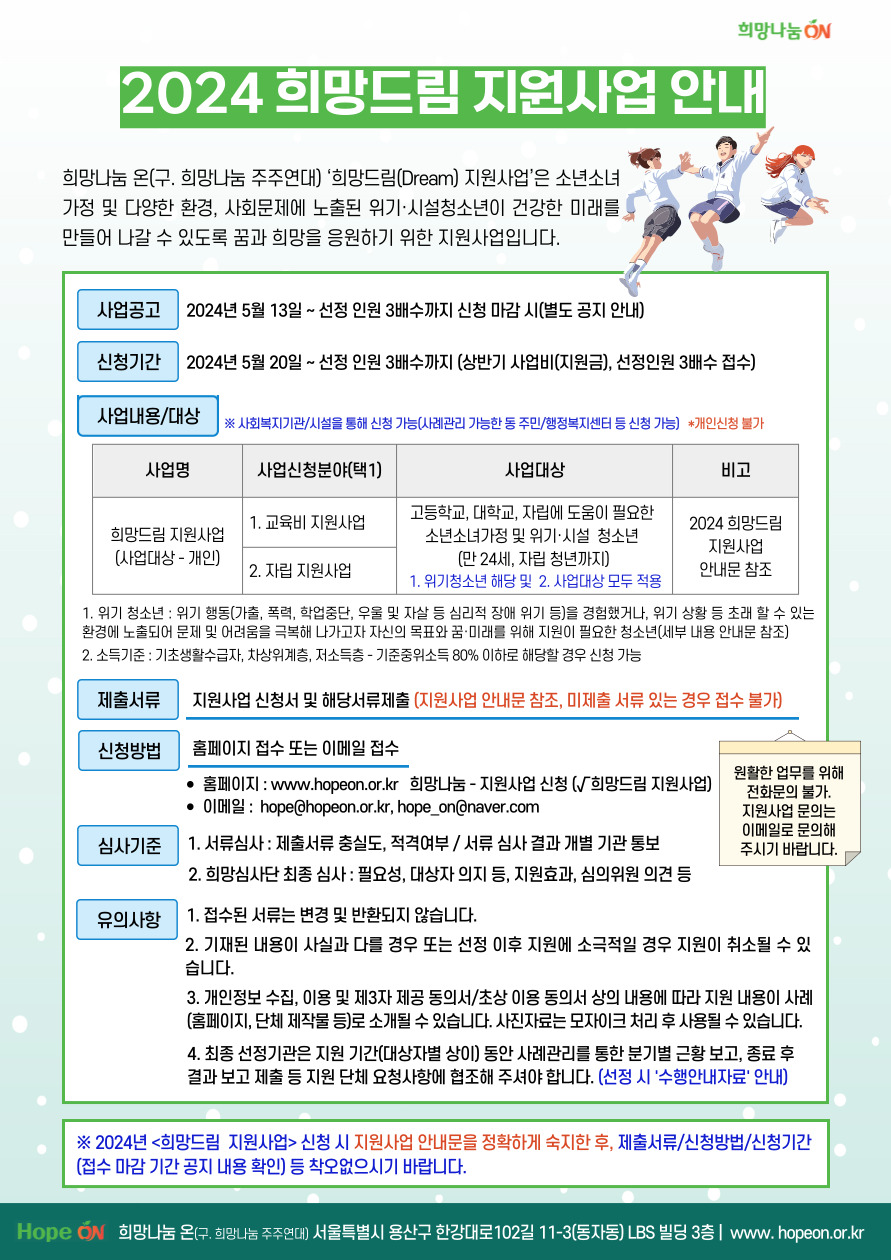 희망나눔 ON
2024 희망드림 지원사업 안내
희망나눔 온(구. 희망나눔 주주연대) ‘희망드림(Dream) 지원사업’은 소년소녀
가정 및 다양한 환경, 사회문제에 노출된 위기·시설청소년이 건강한 미래를
만들어 나갈 수 있도록 꿈과 희망을 응원하기 위한 지원사업입니다.
사업공고 2024년 5월 13일 ~ 선정 인원 3배수까지 신청 마감 시(별도 공지 안내)
신청기간 2024년 5월 20일 ~ 선정 인원 3배수까지 (상반기 사업비(지원금), 선정인원 3배수 접수)
사업내용/대상 ※ 사회복지기관/시설을 통해 신청 가능(사례관리 가능한 동 주민/행정복지센터 등 신청 가능) *개인신청 불가
사업명 사업신청분야(택1) 사업대상 비고
희망드림 지원사업
(사업대상 - 개인)
1. 교육비 지원사업
2. 자립 지원사업
고등학교, 대학교, 자립에 도움이 필요한
소년소녀가정 및 위기·시설 청소년
(만 24세, 자립 청년까지)
1. 위기청소년 해당 및 2. 사업대상 모두 적용
2024 희망드림
지원사업
안내문 참조
1. 위기 청소년 : 위기 행동(가출, 폭력, 학업중단, 우울 및 자살 등 심리적 장애 위기 등)을 경험했거나, 위기 상황 등 초래 할 수 있는
환경에 노출되어 문제 및 어려움을 극복해 나가고자 자신의 목표와 꿈·미래를 위해 지원이 필요한 청소년(세부 내용 안내문 참조)
2. 소득기준 : 기초생활수급자, 차상위계층, 저소득층 - 기준중위소득 80% 이하로 해당할 경우 신청 가능
제출서류 지원사업 신청서 및 해당서류제출 (지원사업 안내문 참조, 미제출 서류 있는 경우 접수 불가)
신청방법 홈페이지 접수 또는 이메일 접수
• 홈페이지 : www.hopeon.or.kr 희망나눔 - 지원사업 신청 (√희망드림 지원사업)
• 이메일 : hope@hopeon.or.kr, hope_on@naver.com
원활한 업무를 위해
전화문의 불가.
지원사업 문의는
이메일로 문의해
주시기 바랍니다.
심사기준 1. 서류심사 : 제출서류 충실도, 적격여부 / 서류 심사 결과 개별 기관 통보
2. 희망심사단 최종 심사 : 필요성, 대상자 의지 등, 지원효과, 심의위원 의견 등
유의사항 1. 접수된 서류는 변경 및 반환되지 않습니다.
2. 기재된 내용이 사실과 다를 경우 또는 선정 이후 지원에 소극적일 경우 지원이 취소될 수 있
습니다.
3. 개인정보 수집, 이용 및 제3자 제공 동의서/초상 이용 동의서 상의 내용에 따라 지원 내용이 사례
(홈페이지, 단체 제작물 등)로 소개될 수 있습니다. 사진자료는 모자이크 처리 후 사용될 수 있습니다.
4. 최종 선정기관은 지원 기간(대상자별 상이) 동안 사례관리를 통한 분기별 근황 보고, 종료 후
결과 보고 제출 등 지원 단체 요청사항에 협조해 주셔야 합니다. (선정 시 '수행안내자료' 안내)
※ 2024년 <희망드림 지원사업> 신청 시 지원사업 안내문을 정확하게 숙지한 후, 제출서류/신청방법/신청기간
(접수 마감 기간 공지 내용 확인) 등 착오없으시기 바랍니다.
Hope ON 희망나눔 온(구. 희망나눔 주주연대) 서울특별시 용산구 한강대로102길 11-3(동자동) LBS 빌딩 3층 | www. hopeon.or.kr